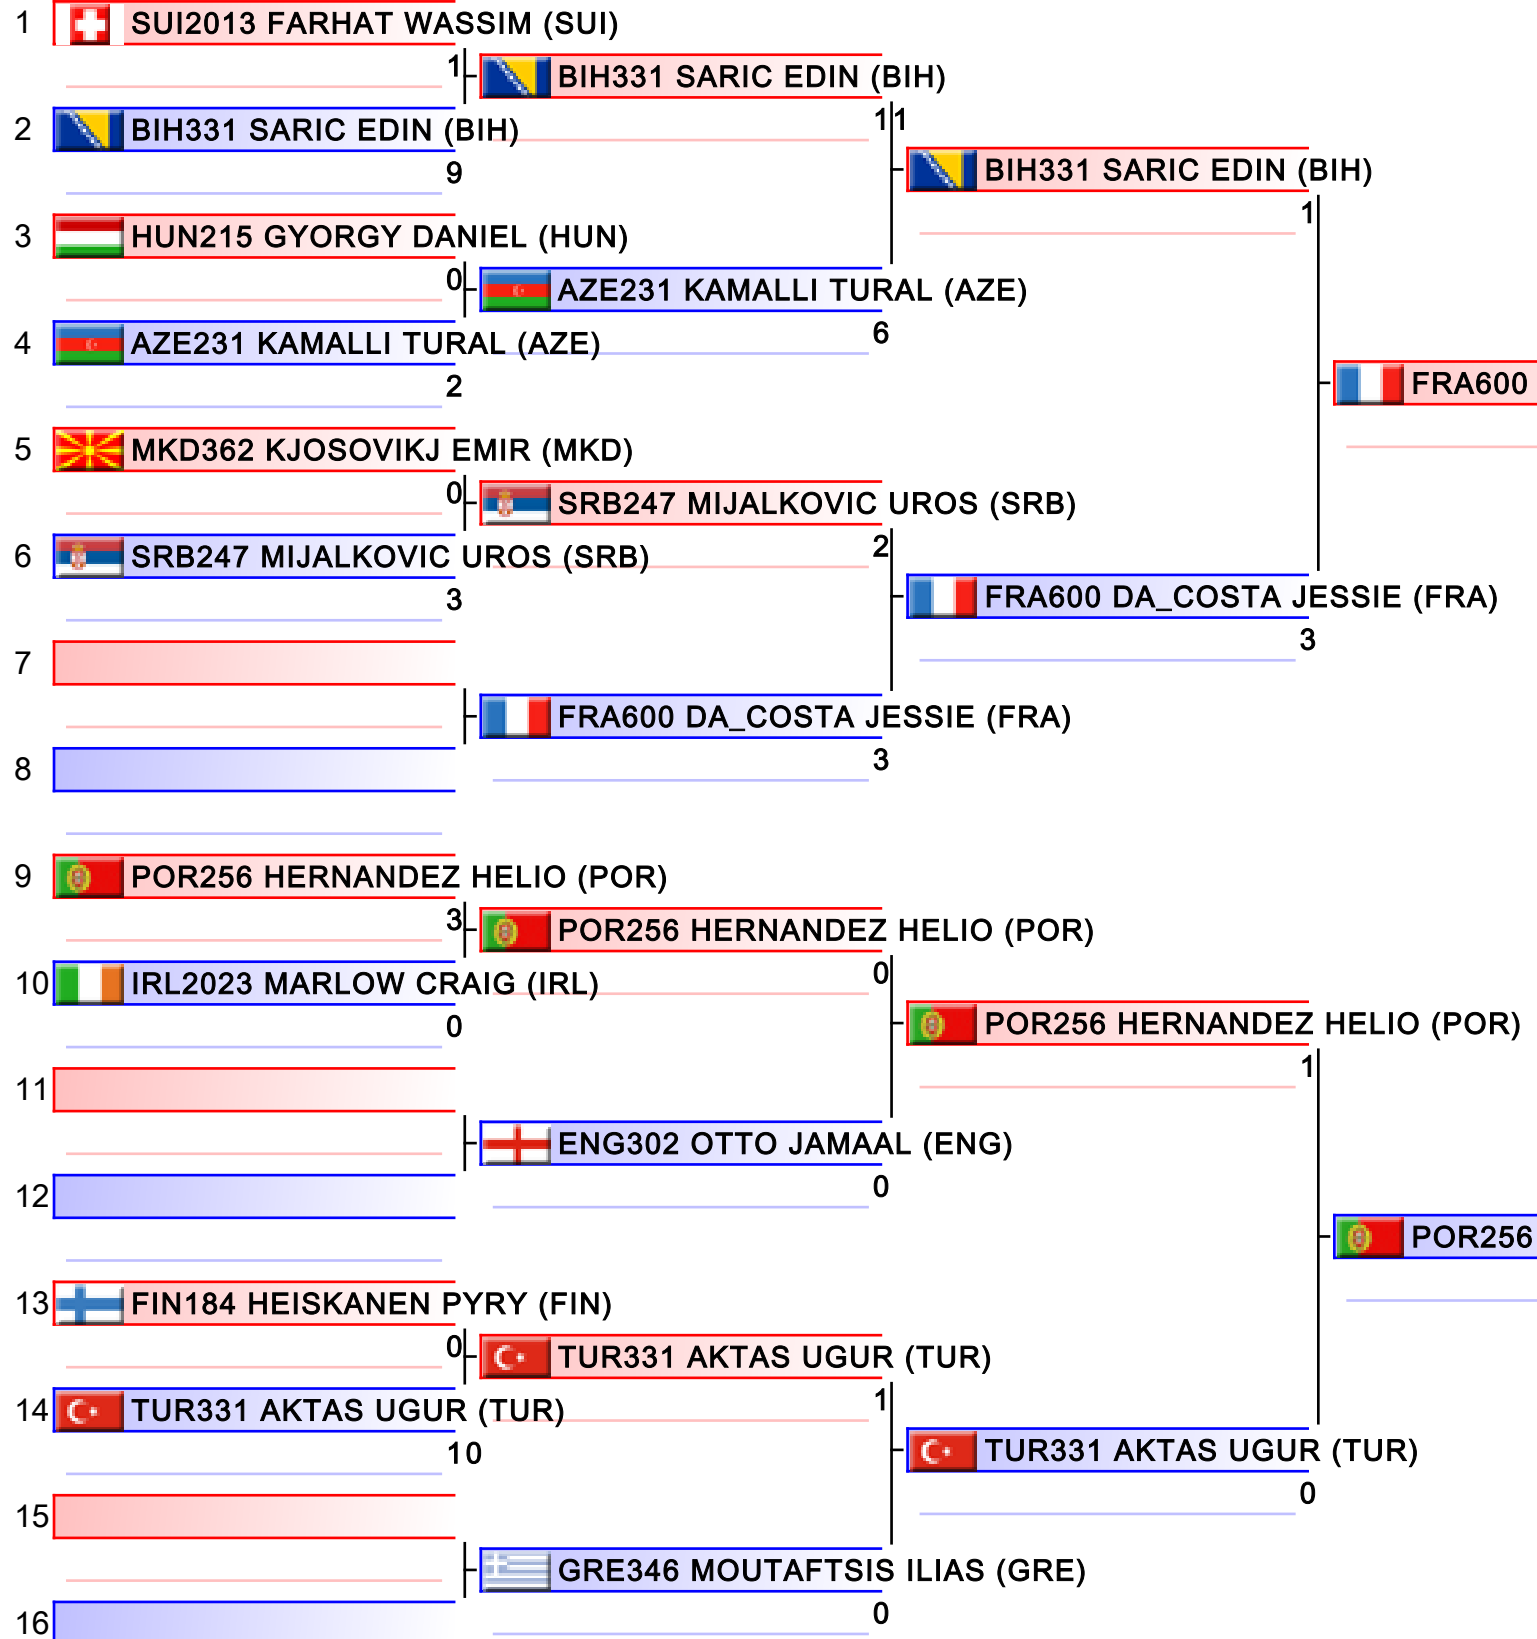 1 SUI2013 FARHAT WASSIM (SUI)
1 BIH331 SARIC EDIN (BIH)
2 BIH331 SARIC EDIN (BIH)
11
9
BIH331 SARIC EDIN (BIH)
1
3 HUN215 GYORGY DANIEL (HUN)
0 AZE231 KAMALLI TURAL (AZE)
6
4 AZE231 KAMALLI TURAL (AZE)
2
FRA600
5 MKD362 KJOSOVIKJ EMIR (MKD)
0 SRB247 MIJALKOVIC UROS (SRB)
2
6 SRB247 MIJALKOVIC UROS (SRB)
3
FRA600 DA_COSTA JESSIE (FRA)
3
7
FRA600 DA_COSTA JESSIE (FRA)
3
8
9 POR256 HERNANDEZ HELIO (POR)
3 POR256 HERNANDEZ HELIO (POR)
0
10 IRL2023 MARLOW CRAIG (IRL)
0
POR256 HERNANDEZ HELIO (POR)
1
11
ENG302 OTTO JAMAAL (ENG)
0
12
POR256
13 FIN184 HEISKANEN PYRY (FIN)
0 TUR331 AKTAS UGUR (TUR)
1
14 TUR331 AKTAS UGUR (TUR)
10
TUR331 AKTAS UGUR (TUR)
0
15
GRE346 MOUTAFTSIS ILIAS (GRE)
0
16